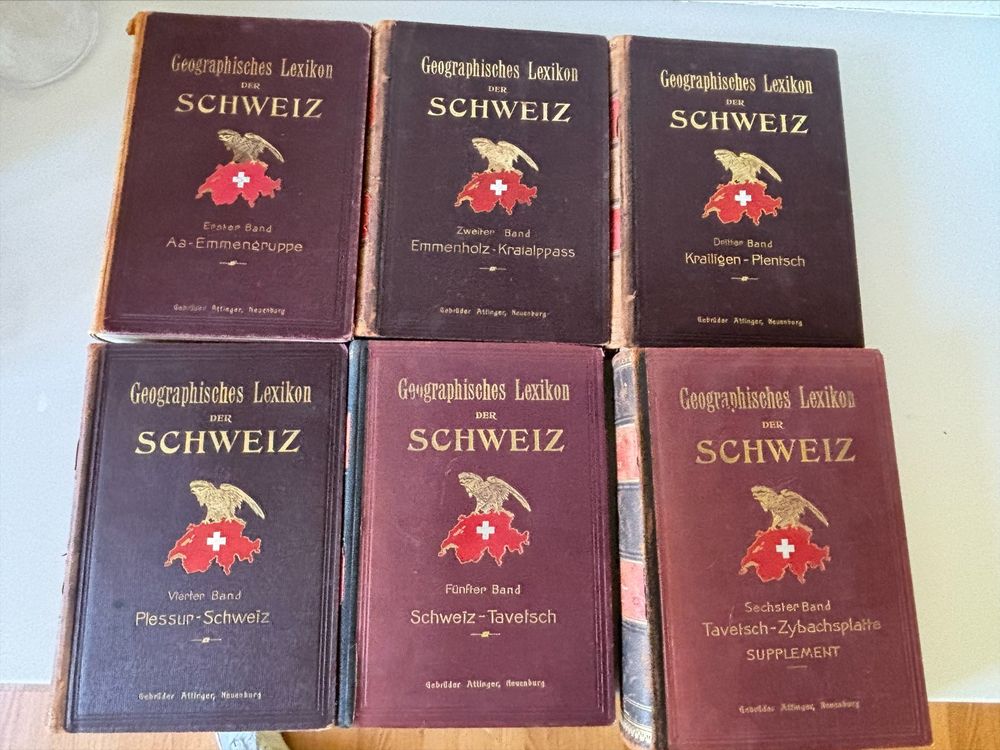 Geographisches Lexikon
DER
SCHWEIZ
Erster Band
Aa-Emmengruppe
Gebrüder Attinger, Neuenburg
Geographisches Lexikon
DER
SCHWEIZ
Zweiter Band
Emmenholz-Kraialppass
Gebrüder Attinger, Neuenburg
Geographisches Lexikon
DER
SCHWEIZ
Dritter Band
Krailigen-Plentsch
Gebrüder Attinger, Neuenburg
Geographisches Lexikon
DER
SCHWEIZ
Vierter Band
Plessur-Schweiz
Gebrüder Attinger, Neuenburg
Geographisches Lexikon
DER
SCHWEIZ
Fünfter Band
Schweiz-Tavetsch
Gebrüder Attinger, Neuenburg
Geographisches Lexikon
DER
SCHWEIZ
Sechster Band
Tavetsch-Zybachsplatte
SUPPLEMENT
Gebrüder Attinger, Neuenburg